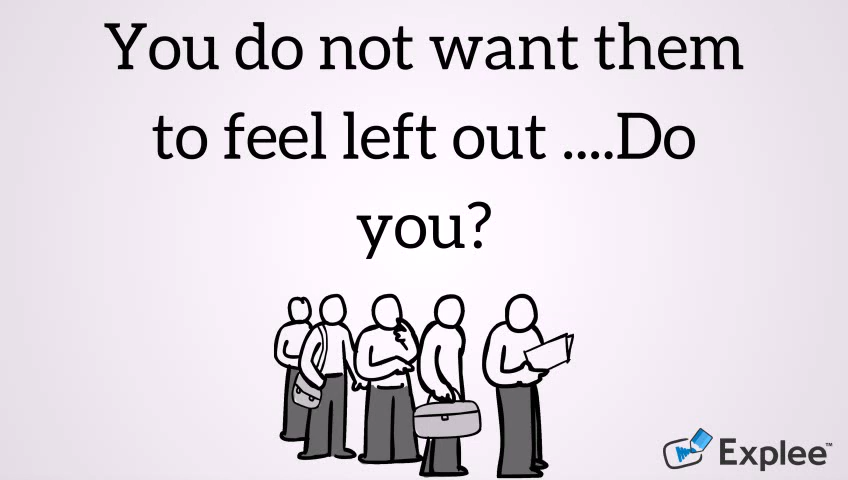 You do not want them
to feel left out ....Do
you?
Explee™